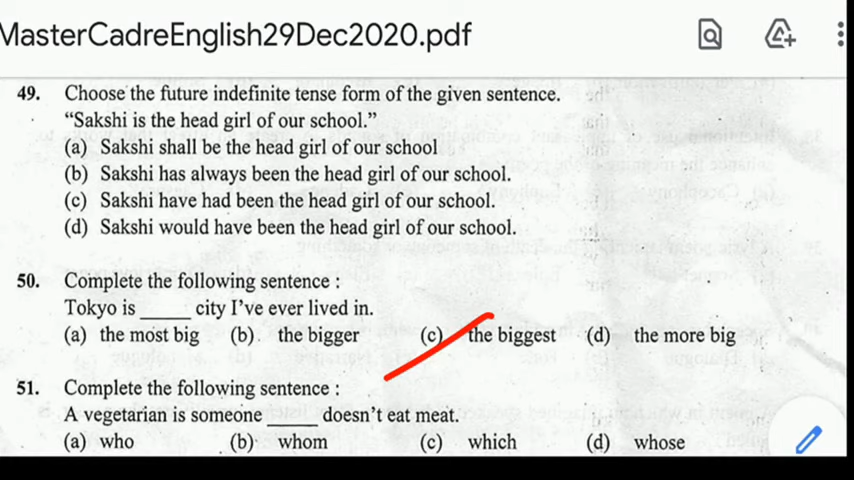 MasterCadreEnglish29Dec2020.pdf
49. Choose the future indefinite tense form of the given sentence.
"Sakshi is the head girl of our school."
(a) Sakshi shall be the head girl of our school
(b) Sakshi has always been the head girl of our school.
(c) Sakshi have had been the head girl of our school.
(d) Sakshi would have been the head girl of our school.
50. Complete the following sentence :
Tokyo is _____ city I've ever lived in.
(a) the most big (b) the bigger (c) the biggest (d) the more big
51. Complete the following sentence :
A vegetarian is someone _____ doesn't eat meat.
(a) who (b) whom (c) which (d) whose